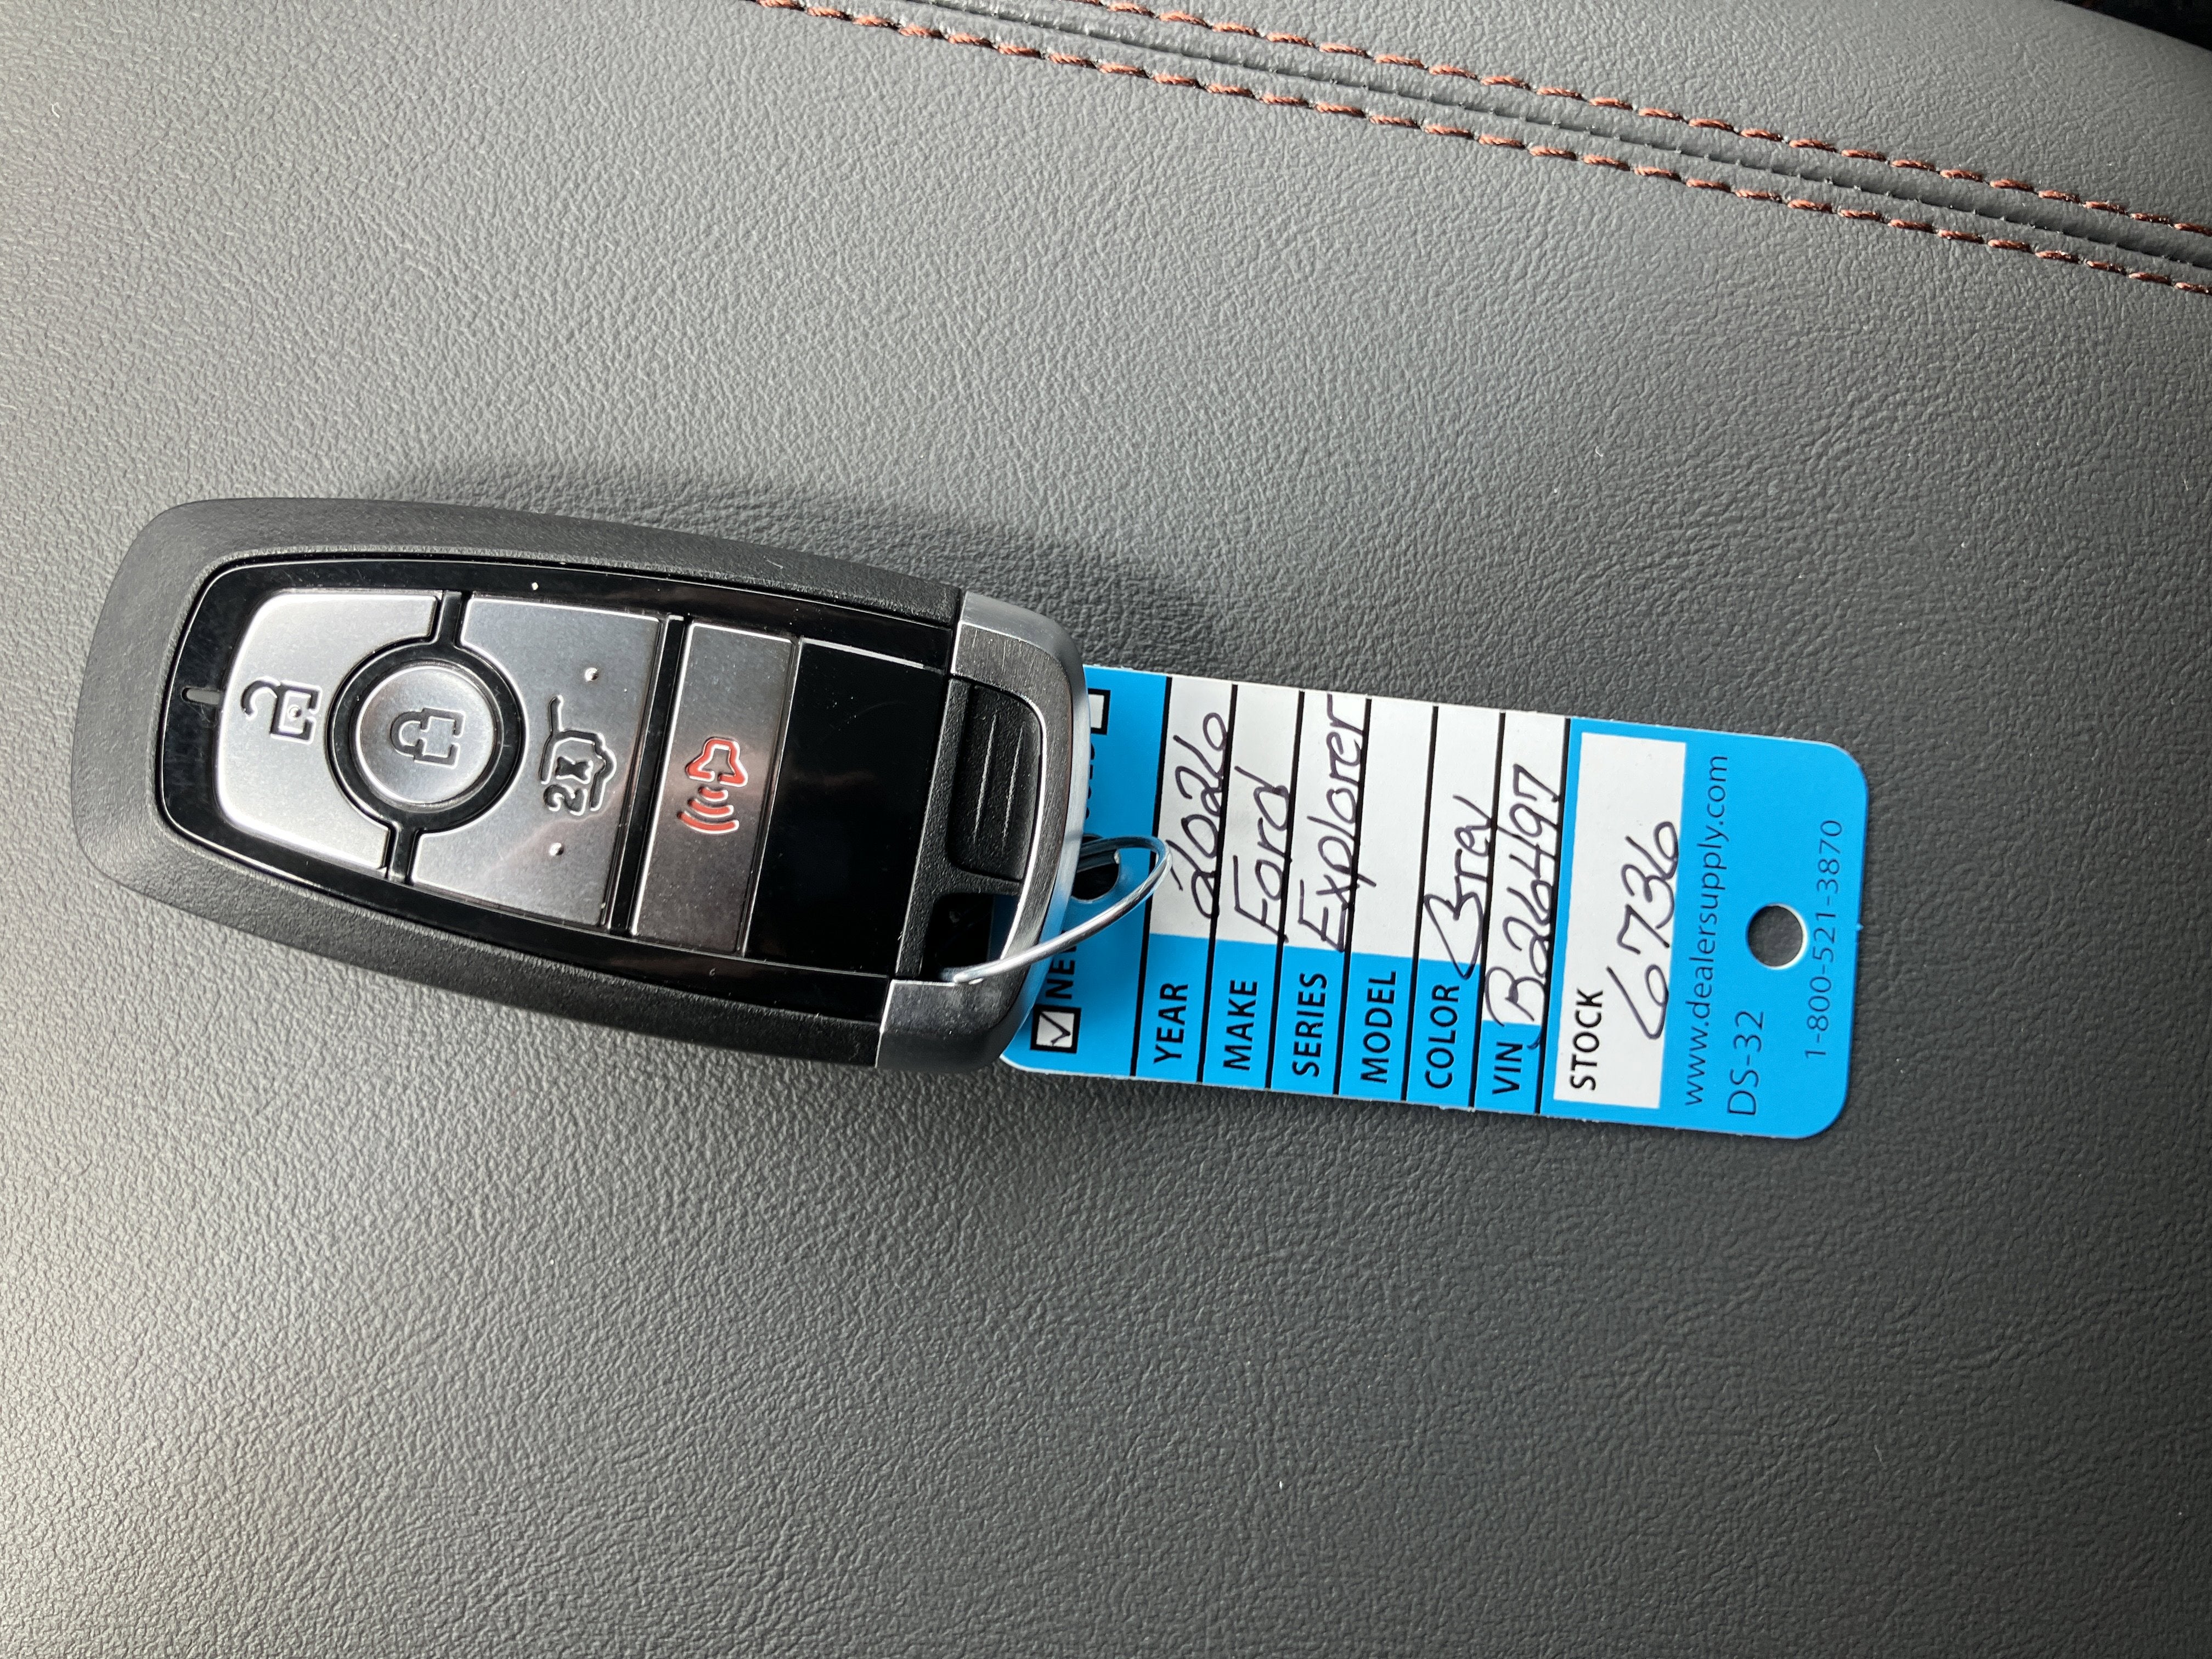 2X
NEW
YEAR 2026
MAKE Ford
SERIES Explorer
MODEL
COLOR Grey
VIN B26497
STOCK
6736
www.dealersupply.com
DS-32
1-800-521-3870